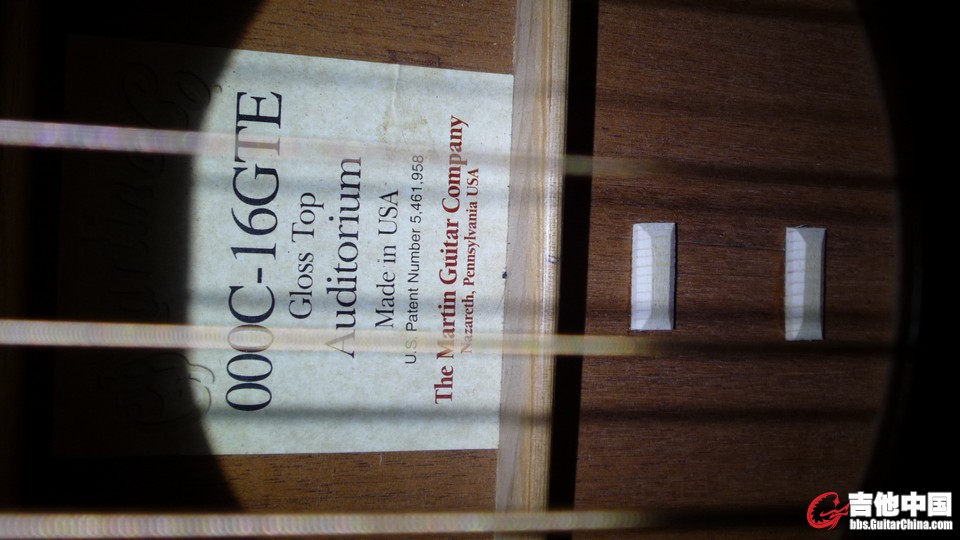 000C-16GTE
Gloss Top
Auditorium
Made in USA
U.S. Patent Number 5,461,958
The Martin Guitar Company
Nazareth, Pennsylvania USA
吉他中国
bbs.GuitarChina.com